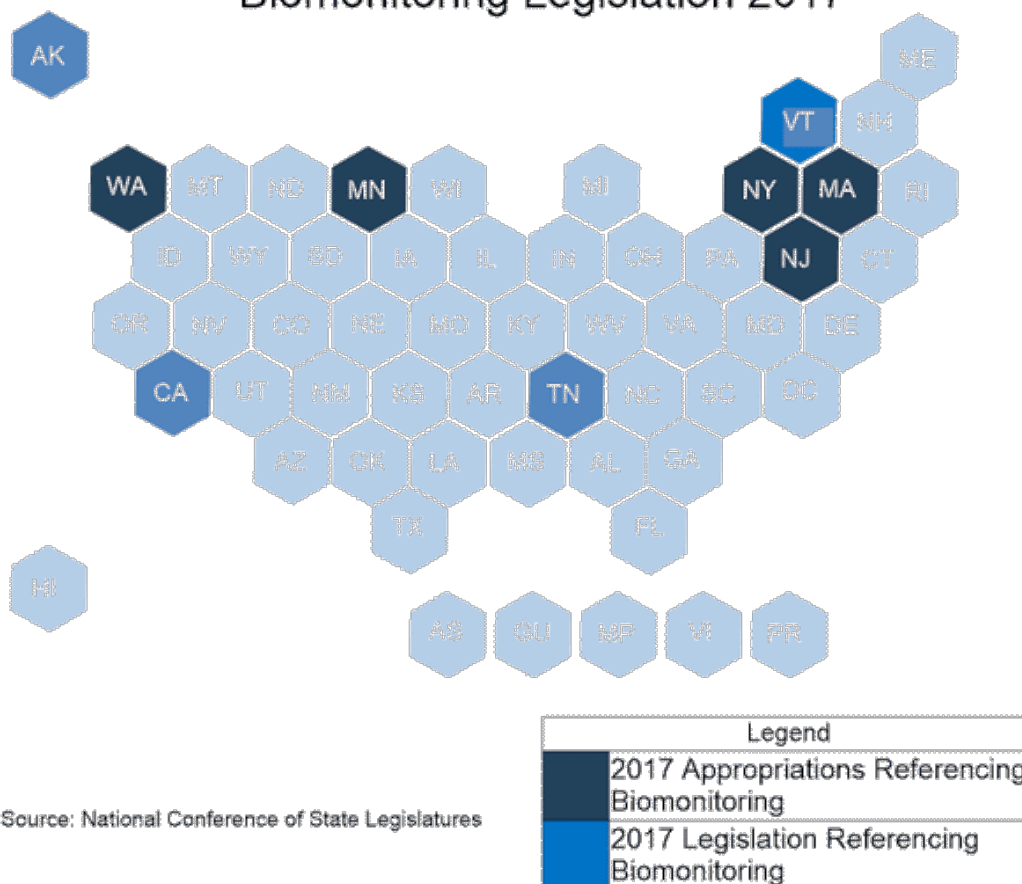 Biomonitoring Legislation 2017
AK
ME
VT NH
WA MT ND MN WI MI NY MA RI
ID WY SD IA IL IN OH PA NJ CT
OR NV CO NE MO KY WV VA MD DE
CA UT NM KS AR TN NC SC DC
AZ OK LA MS AL GA
TX FL
HI
AS GU MP VI PR
Legend
2017 Appropriations Referencing
Biomonitoring
Source: National Conference of State Legislatures
2017 Legislation Referencing
Biomonitoring